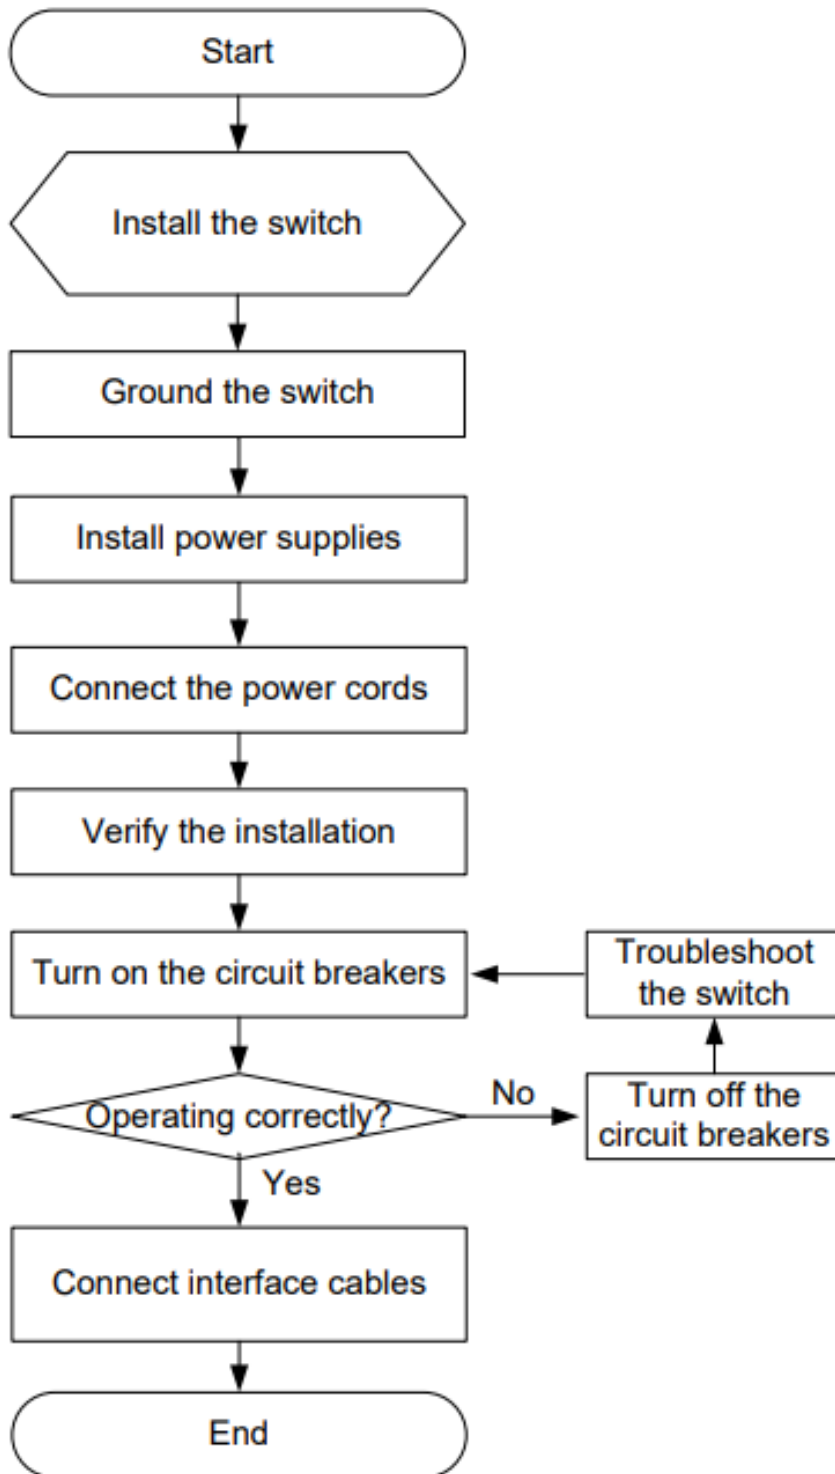 Start
Install the switch
Ground the switch
Install power supplies
Connect the power cords
Verify the installation
Turn on the circuit breakers
Troubleshoot
the switch
Operating correctly?
No
Turn off the
circuit breakers
Yes
Connect interface cables
End